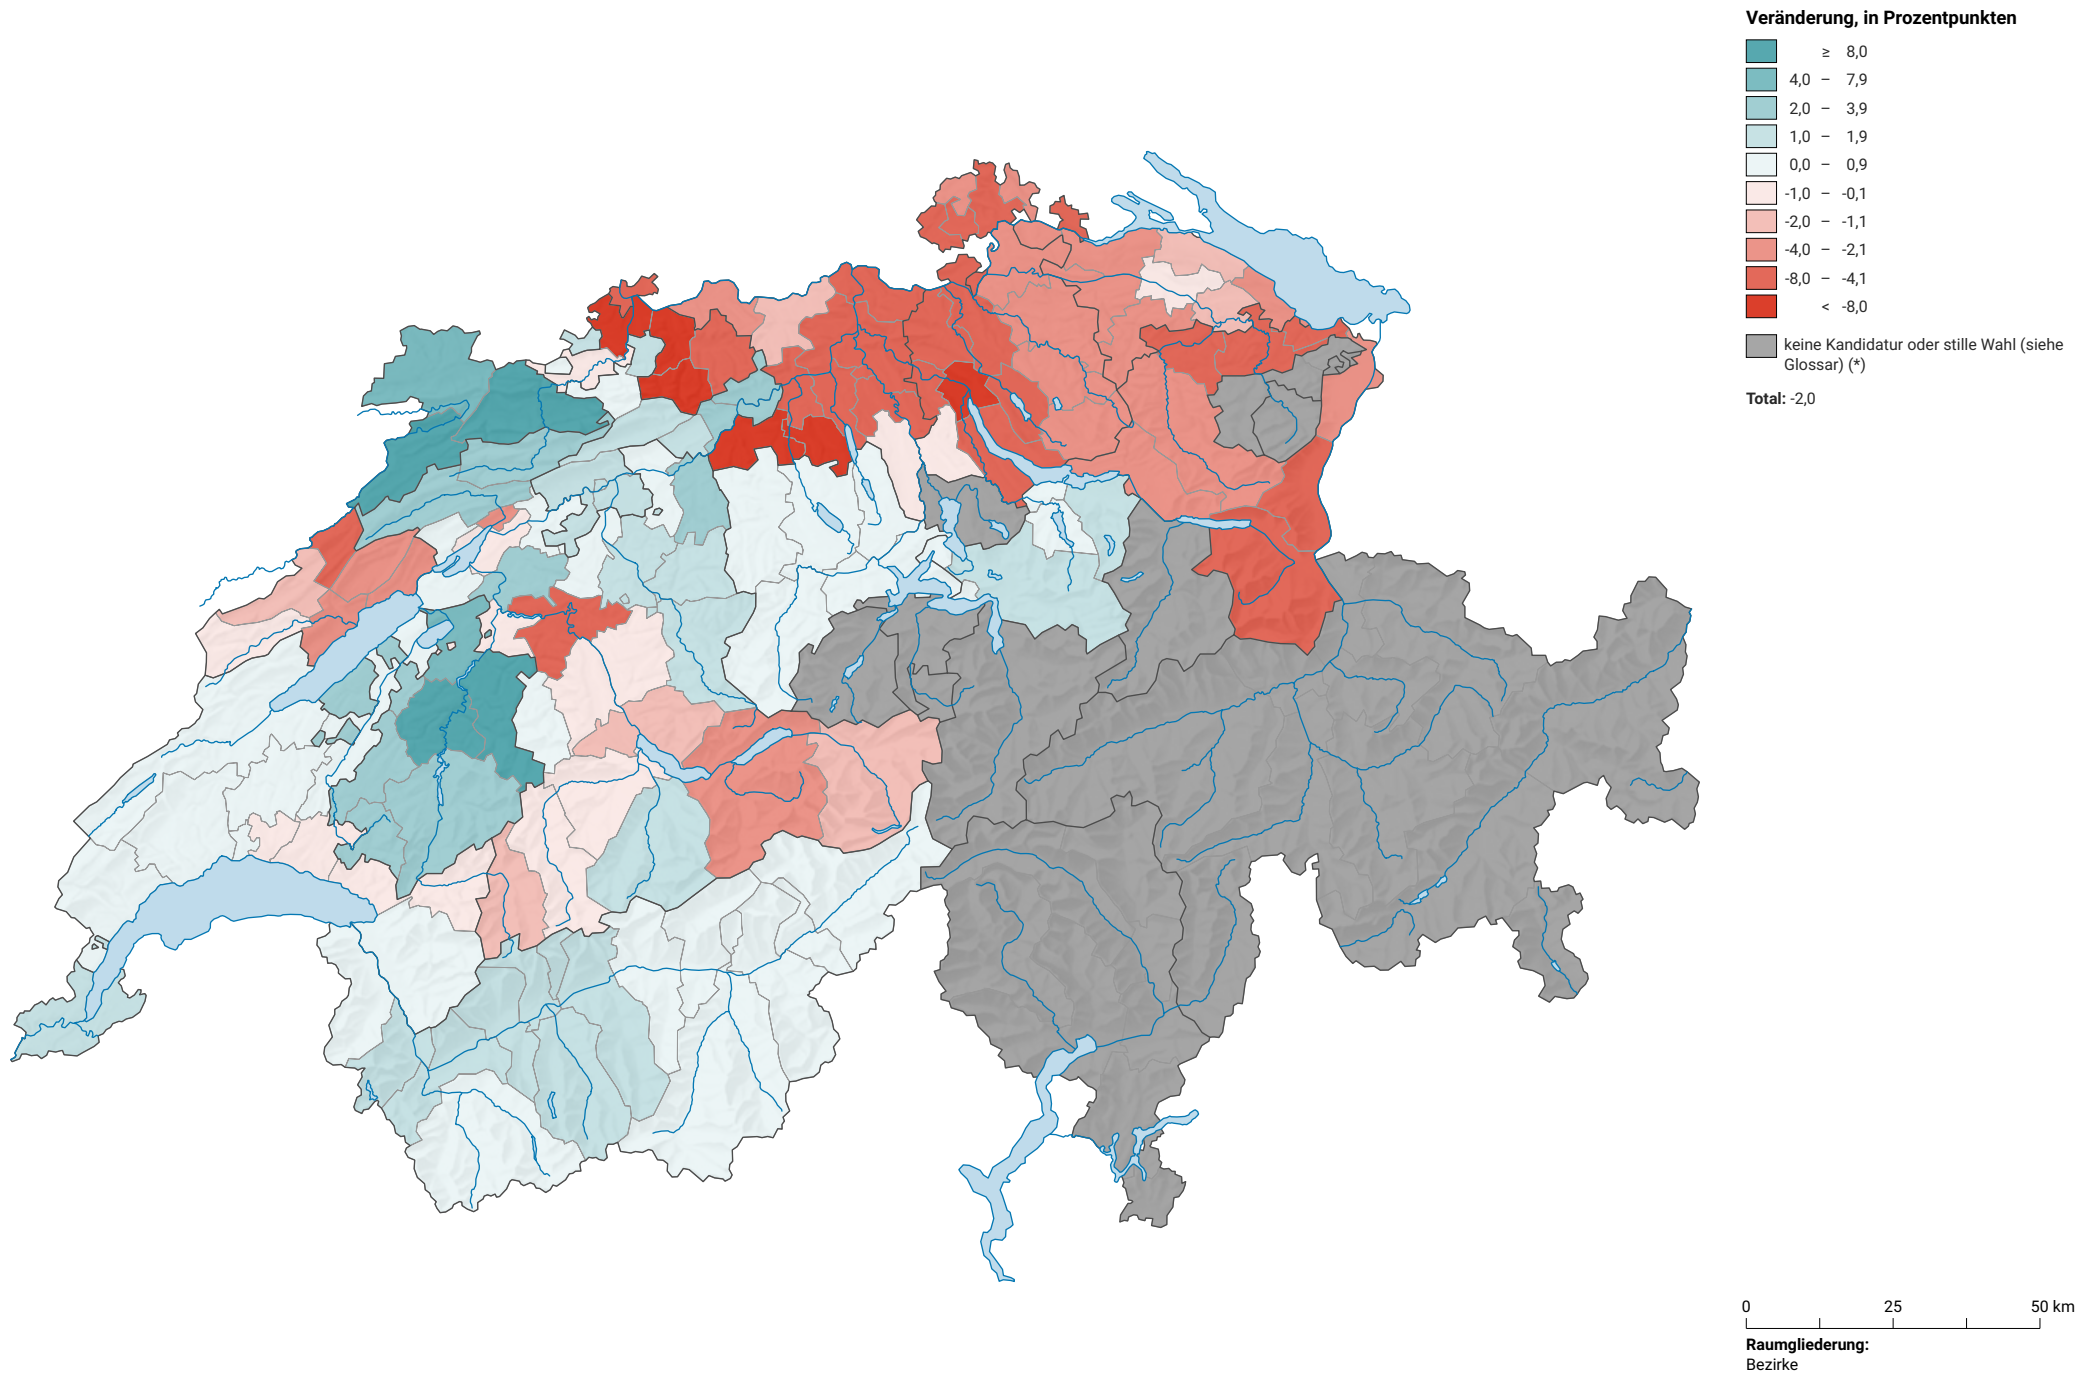 Veränderung, in Prozentpunkten
≥ 8,0
4,0 – 7,9
2,0 – 3,9
1,0 – 1,9
0,0 – 0,9
-1,0 – -0,1
-2,0 – -1,1
-4,0 – -2,1
-8,0 – -4,1
< -8,0
keine Kandidatur oder stille Wahl (siehe
Glossar) (*)
Total: -2,0
0 25 50 km
Raumgliederung:
Bezirke